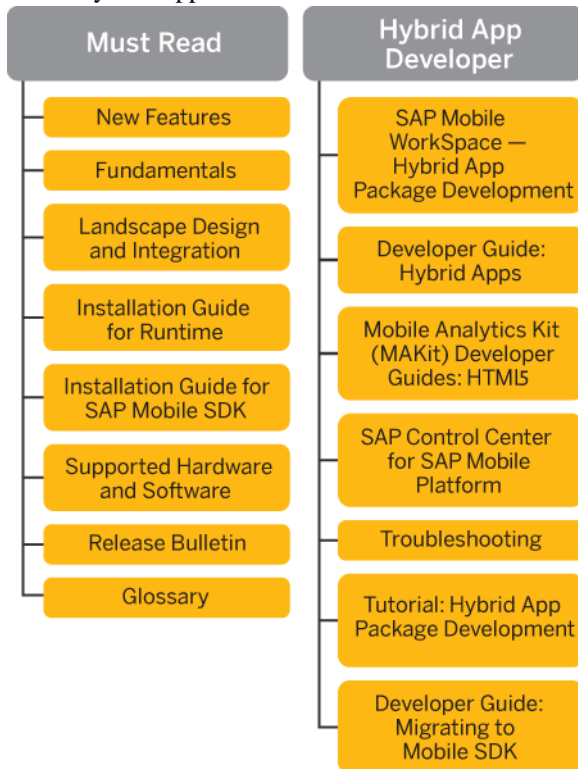 Must Read
New Features
Fundamentals
Landscape Design
and Integration
Installation Guide
for Runtime
Installation Guide for
SAP Mobile SDK
Supported Hardware
and Software
Release Bulletin
Glossary
Hybrid App
Developer
SAP Mobile
WorkSpace —
Hybrid App
Package Development
Developer Guide:
Hybrid Apps
Mobile Analytics Kit
(MAKit) Developer
Guides: HTML5
SAP Control Center
for SAP Mobile
Platform
Troubleshooting
Tutorial: Hybrid App
Package Development
Developer Guide:
Migrating to
Mobile SDK